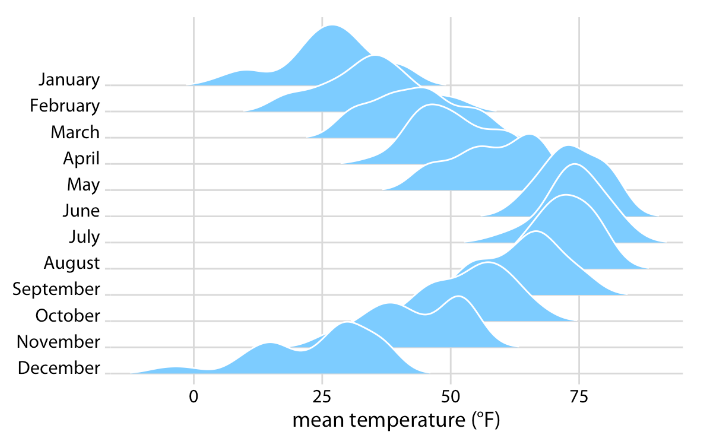 January
February
March
April
May
June
July
August
September
October
November
December
0 25 50 75
mean temperature (°F)